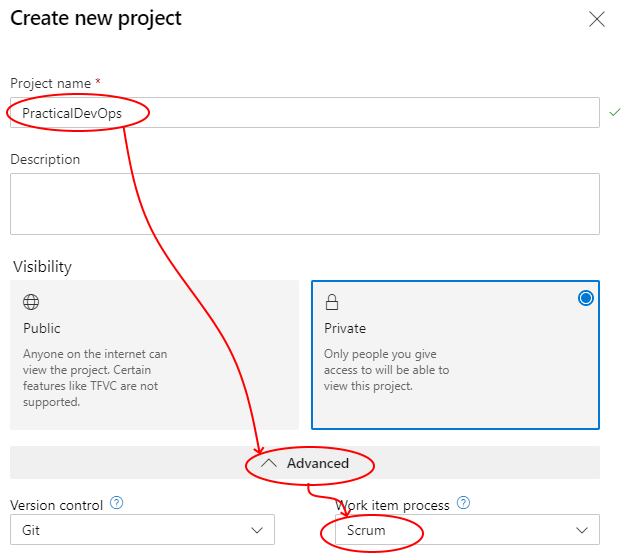 Create new project
Project name *
PracticalDevOps
Description
Visibility
Public
Anyone on the internet can
view the project. Certain
features like TFVC are not
supported.
Private
Only people you give
access to will be able to
view this project.
Advanced
Version control ?
Git
Work item process ?
Scrum